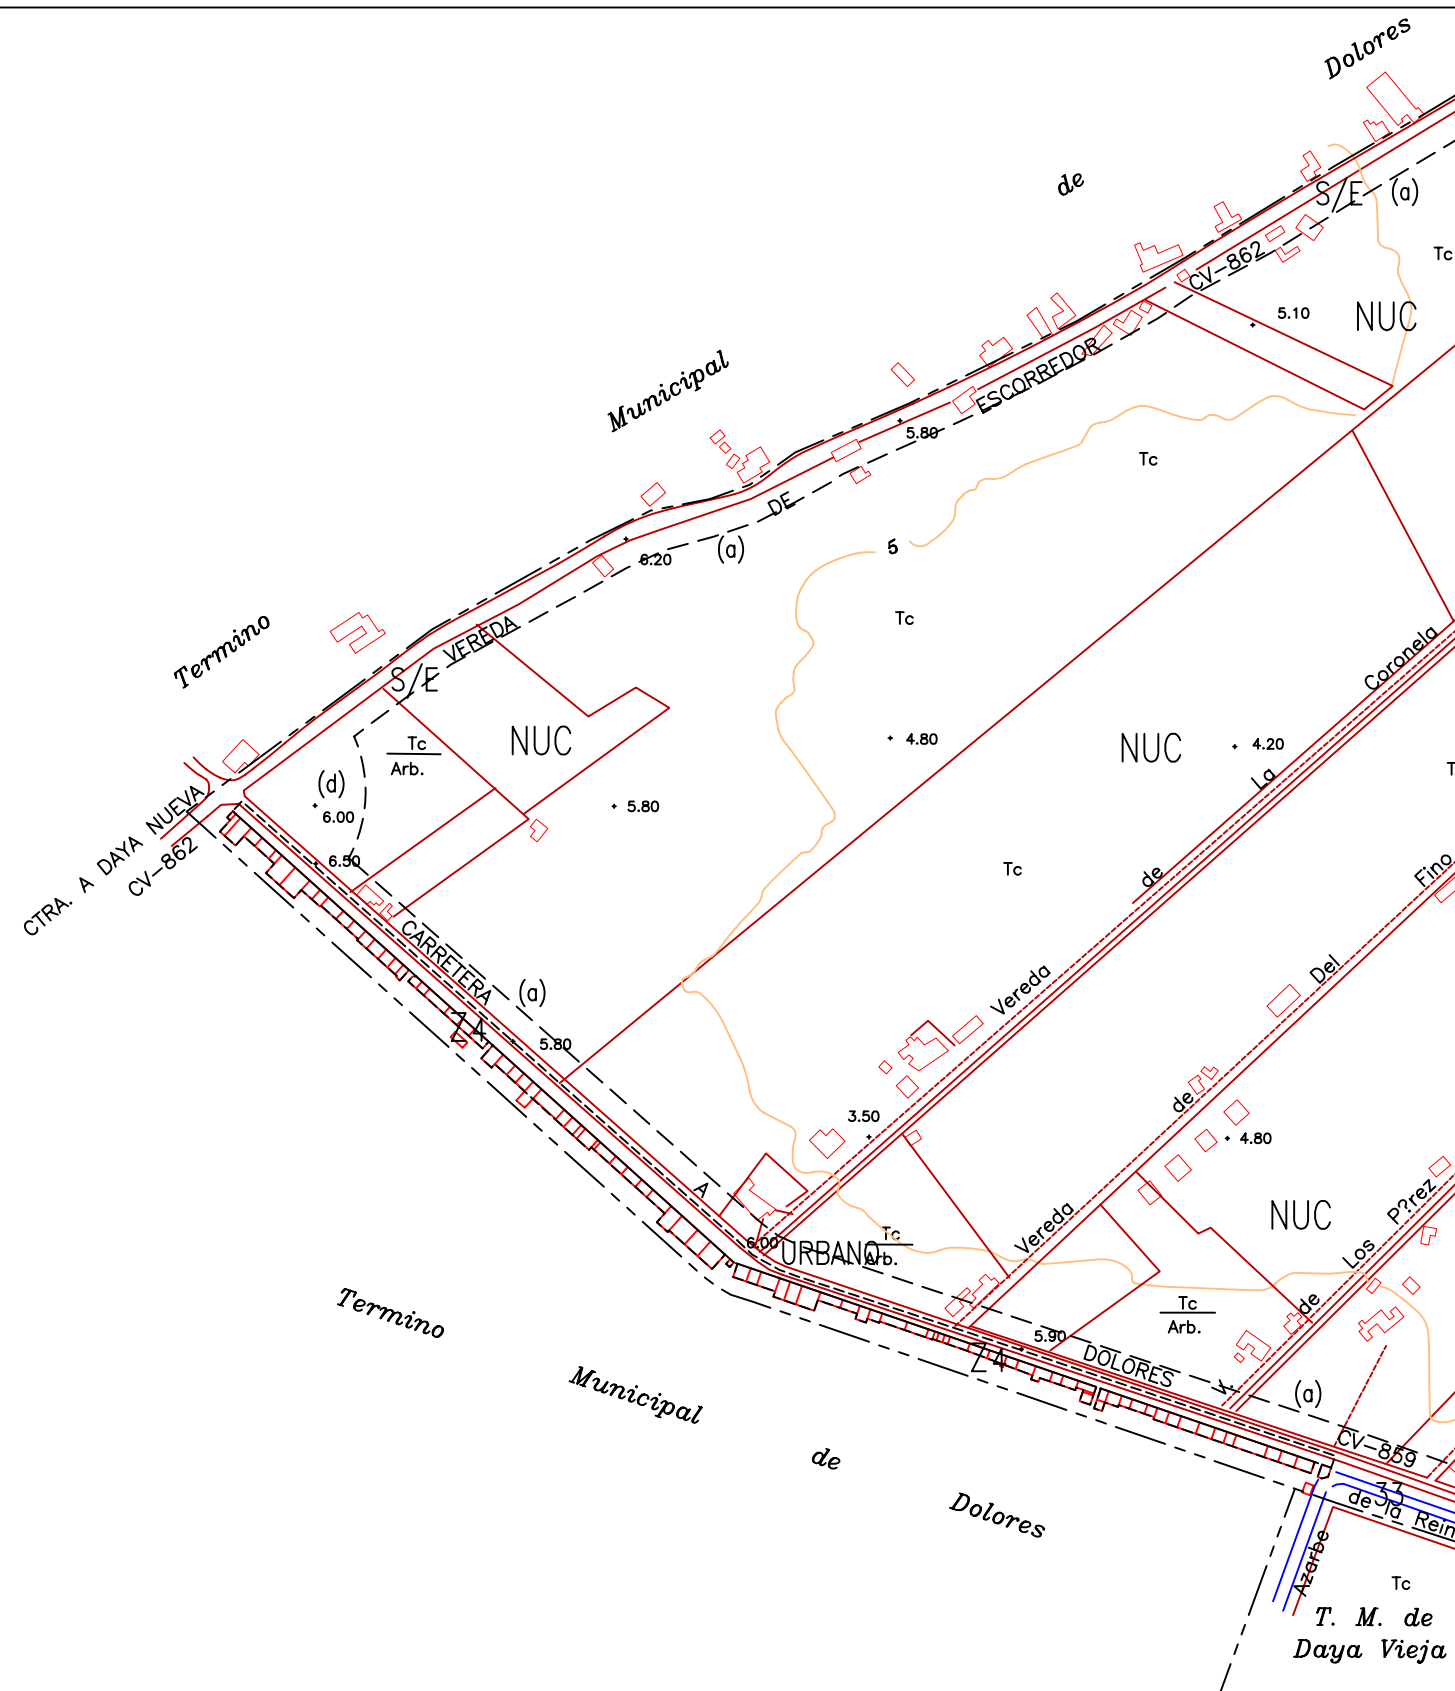 Dolores
de
S/E
(a)
Tc
CV-862
5.10
NUC
Municipal
ESCORREDOR
5.80
Tc
DE
5
(a)
6.20
Termino
Tc
VEREDA
S/E
Coronela
NUC
Tc
Arb.
4.80
NUC
4.20
La
(d)
6.00
5.80
CTRA. A DAYA NUEVA
CV-862
6.50
Tc
de
Fino
CARRETERA
(a)
Vereda
Del
Z4
5.80
3.50
de
4.80
A
P?rez
Vereda
NUC
6.00
URBANO
Tc
Arb.
Los
de
Termino
Tc
Arb.
5.90
DOLORES
Z4
V.
(a)
Municipal
CV-859
de
33
de la Rein
Dolores
Azarbe
Tc
T. M. de
Daya Vieja